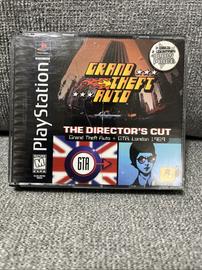 PlayStation
GRAND
THEFT
AUTO
THE DIRECTOR'S CUT
Grand Theft Auto + GTA: London 1969
GTA
M